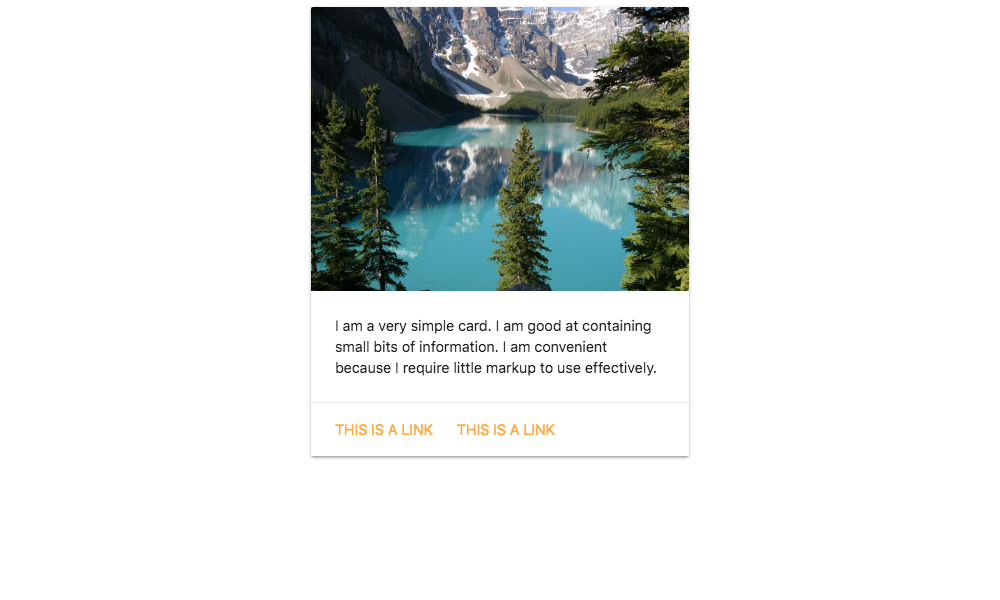 I am a very simple card. I am good at containing
small bits of information. I am convenient
because I require little markup to use effectively.
THIS IS A LINK THIS IS A LINK